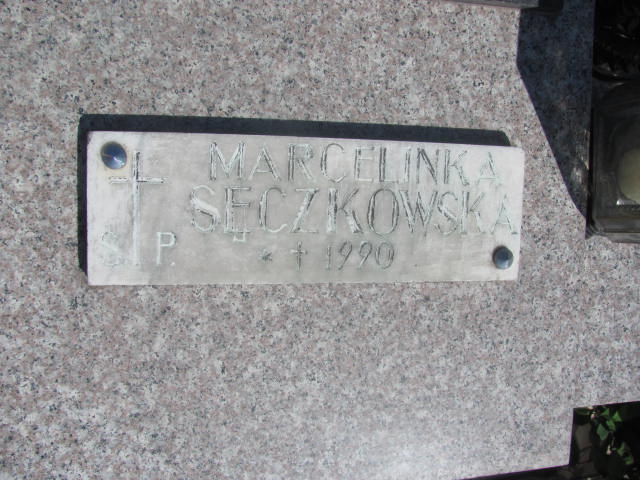 MARCELINKA
SĘCZKOWSKA
Ś. P. * † 1990